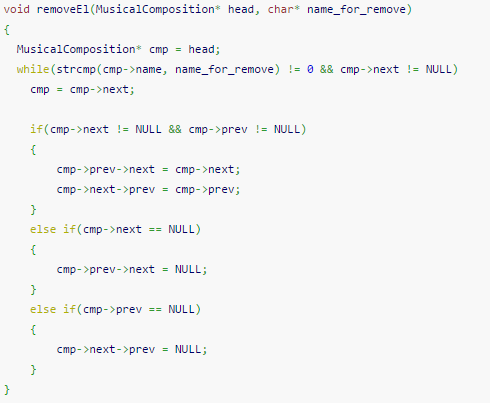 void removeEl(MusicalComposition* head, char* name_for_remove)
{
  MusicalComposition* cmp = head;
  while(strcmp(cmp->name, name_for_remove) != 0 && cmp->next != NULL)
    cmp = cmp->next;

    if(cmp->next != NULL && cmp->prev != NULL)
    {
        cmp->prev->next = cmp->next;
        cmp->next->prev = cmp->prev;
    }
    else if(cmp->next == NULL)
    {
        cmp->prev->next = NULL;
    }
    else if(cmp->prev == NULL)
    {
        cmp->next->prev = NULL;
    }
}